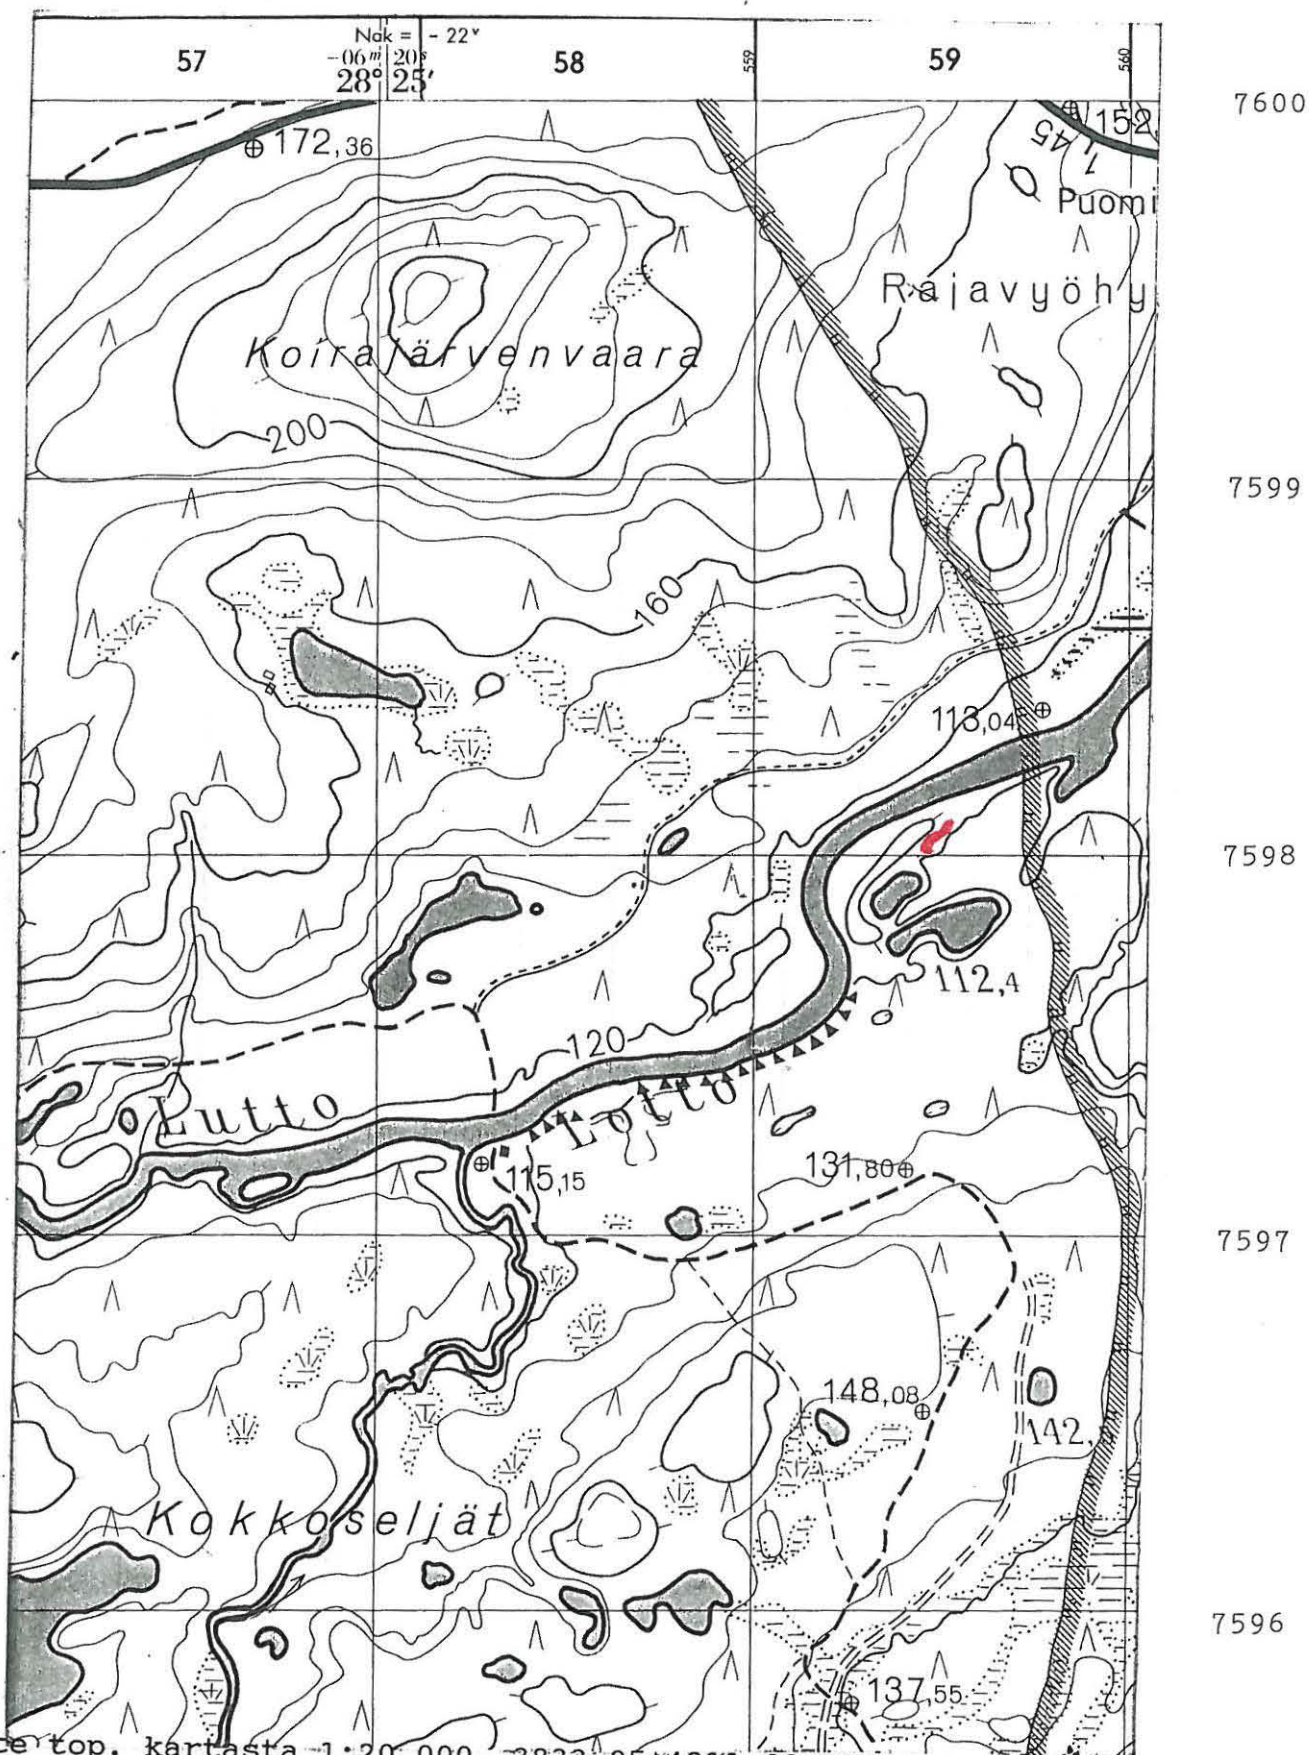 Nak = - 22ᵛ
57 -06ᵐ 20ˢ 58 559 59 560
28° 25'
7600
172,36 152,
1,45
Puomi
Rajavyöhy
Koirajärvenvaara
200
7599
160
113,04
7598
112,4
120
Lutto Lotto
115,15 131,80
7597
148,08
142,
Kokkoseljät
7596
137,55
top. kartasta 1:20 000